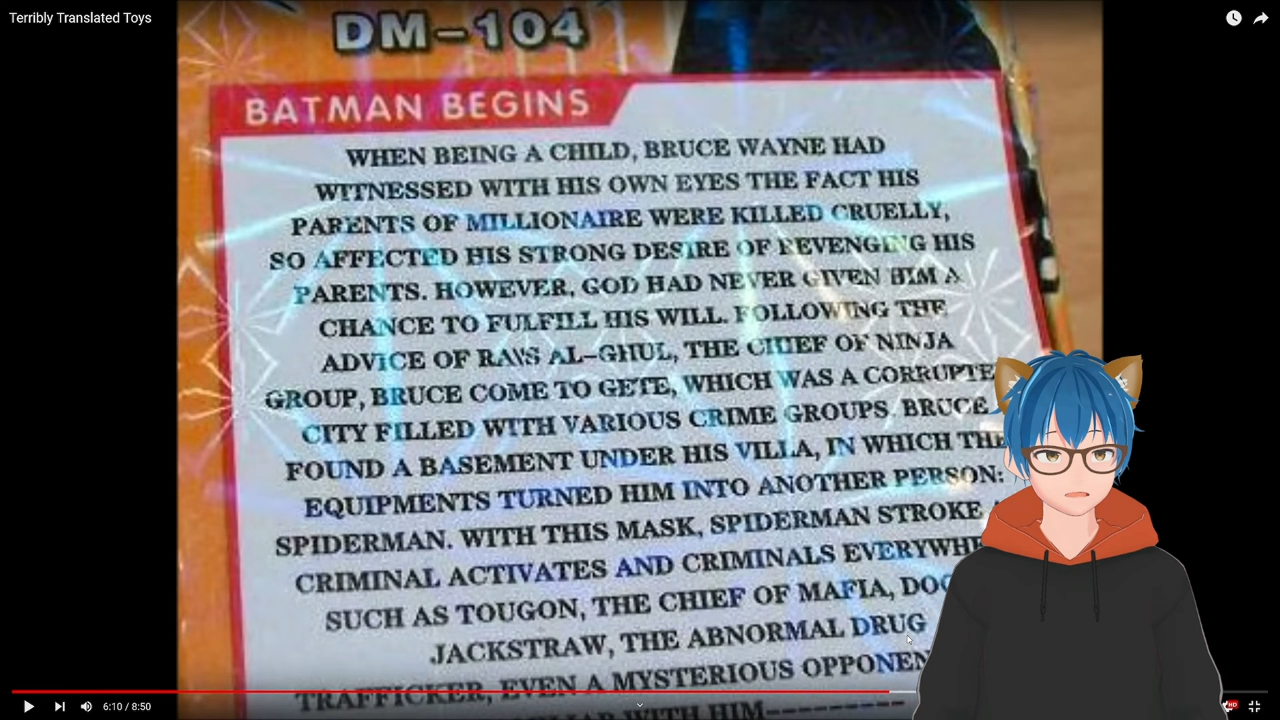 Terribly Translated Toys
DM-104
BATMAN BEGINS
WHEN BEING A CHILD, BRUCE WAYNE HAD
WITNESSED WITH HIS OWN EYES THE FACT HIS
PARENTS OF MILLIONAIRE WERE KILLED CRUELLY,
SO AFFECTED HIS STRONG DESIRE OF REVENGING HIS
PARENTS. HOWEVER, GOD HAD NEVER GIVEN HIM A
CHANCE TO FULFILL HIS WILL. FOLLOWING THE
ADVICE OF RA\'S AL-GHUL, THE CHIEF OF NINJA
GROUP, BRUCE COME TO GETE, WHICH WAS A
CITY FILLED WITH VARIOUS CRIME GROUPS. BRUCE
FOUND A BASEMENT UNDER HIS VILLA, IN WHICH THE
EQUIPMENTS TURNED HIM INTO ANOTHER PERSON:
SPIDERMAN. WITH THIS MASK, SPIDERMAN STROKE
CRIMINAL ACTIVATES AND CRIMINALS
SUCH AS TOUGON, THE CHIEF OF MAFIA,
JACKSTRAW, THE ABNORMAL DRUG
TRAFFICKER, EVEN A MYSTERIOUS
WITH HIM---------
6:10 / 8:50
HD